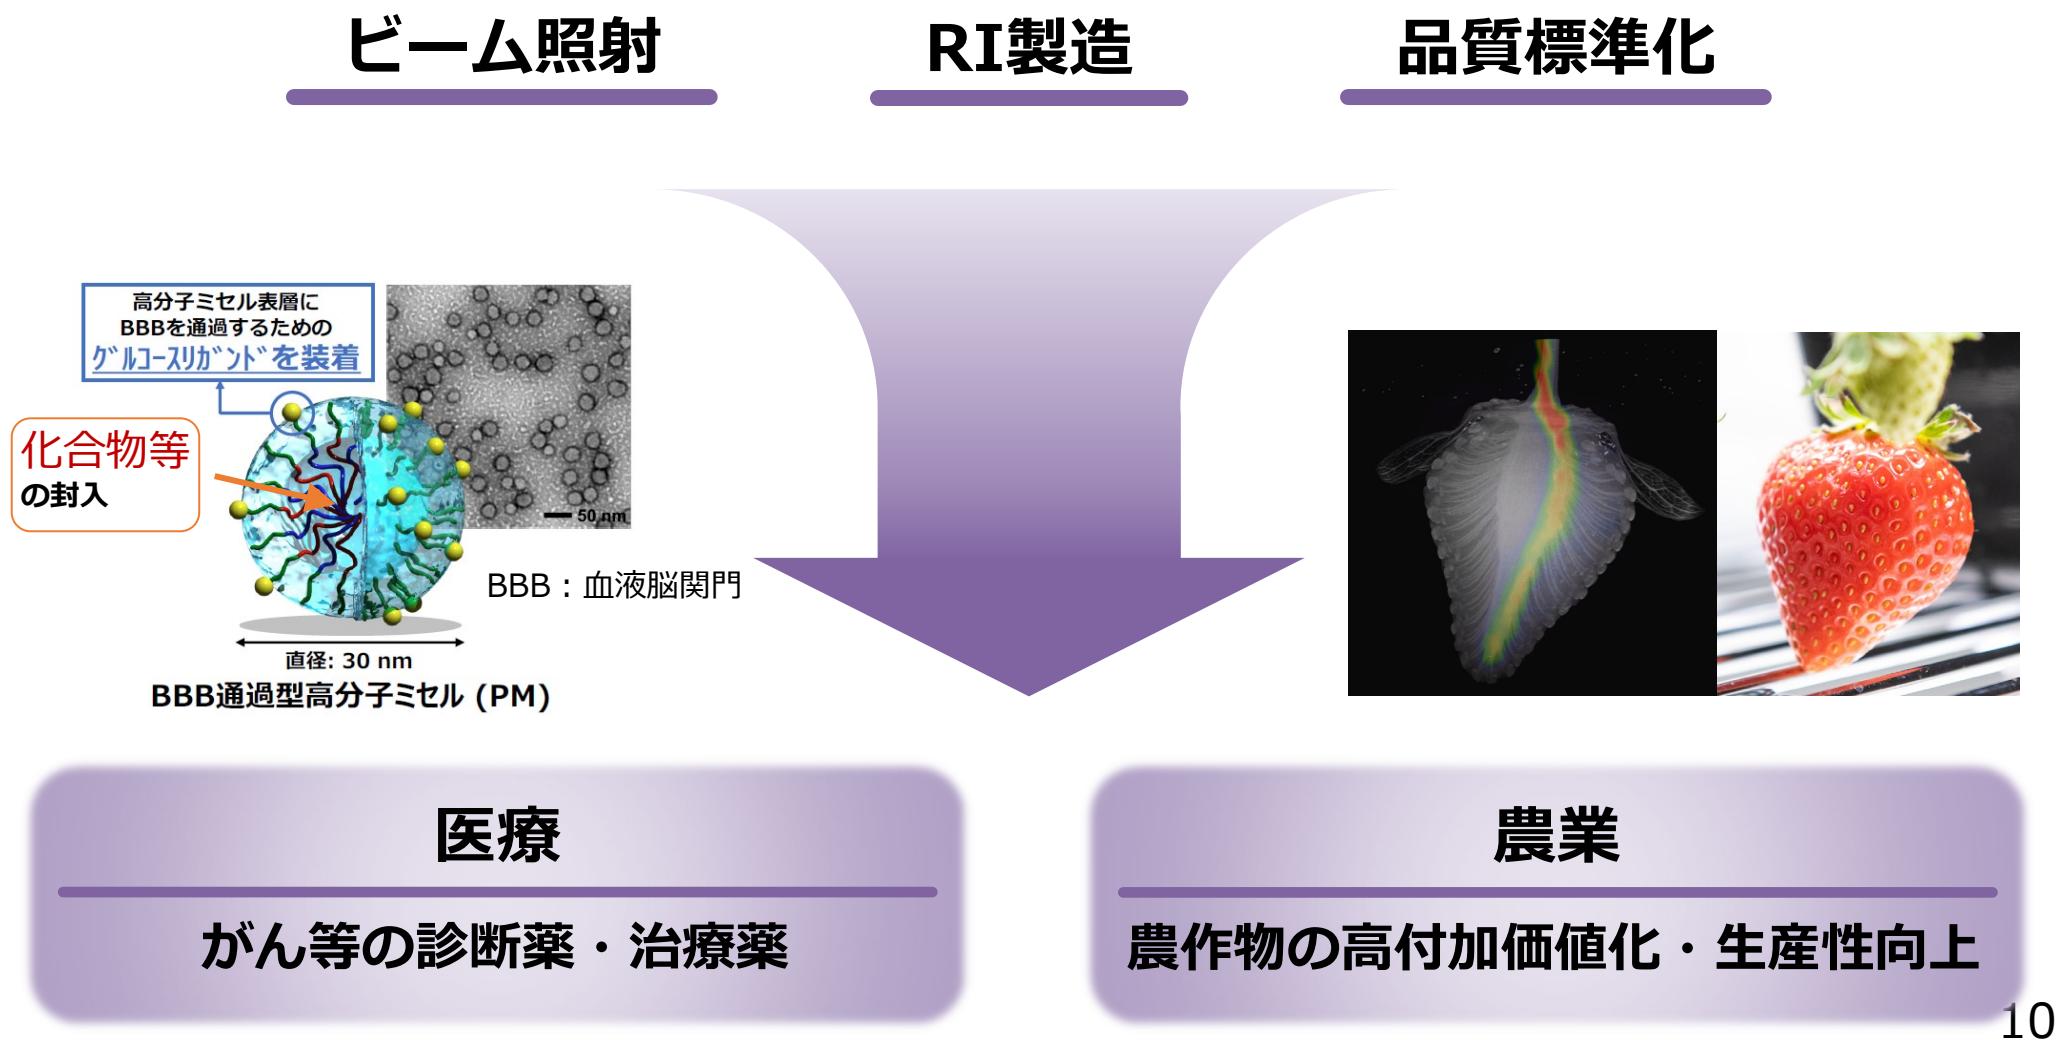 ビーム照射
RI製造
品質標準化
高分子ミセル表層に
BBBを通過するための
ｸﾞﾙｺｰｽﾘｶﾞﾝﾄﾞを装着
化合物等
の封入
50 nm
BBB：血液脳関門
直径: 30 nm
BBB通過型高分子ミセル (PM)
医療
がん等の診断薬・治療薬
農業
農作物の高付加価値化・生産性向上
10